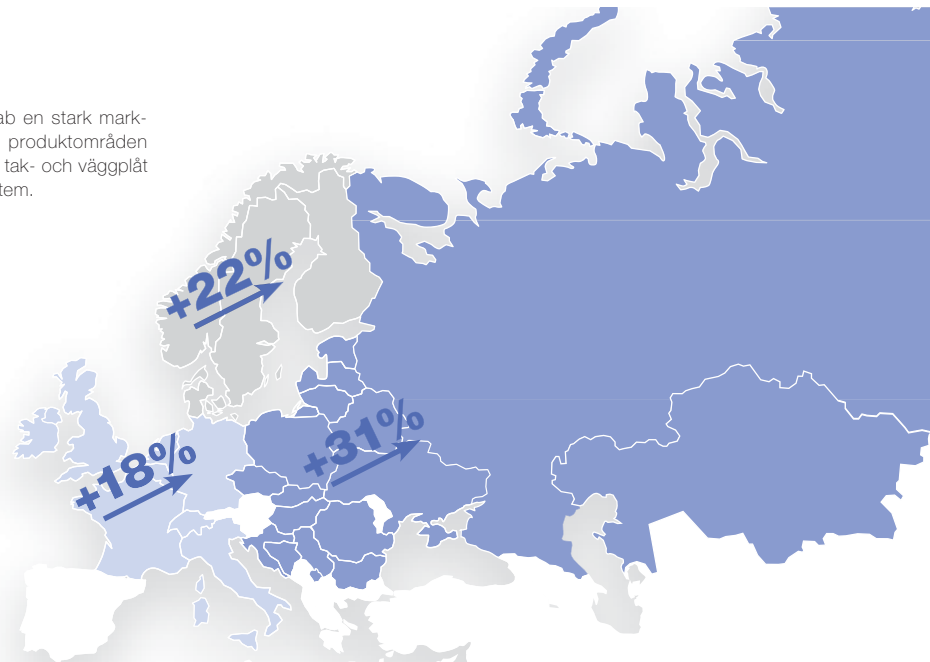 ab en stark mark-
produktområden
tak- och väggplåt
tem.
+22%
+31%
+18%